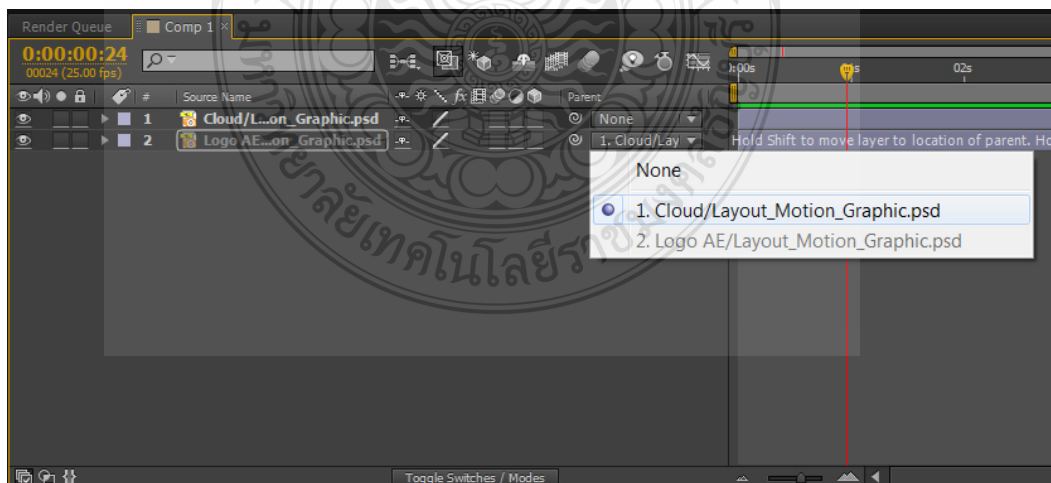 Render Queue
Comp 1
0:00:00:24
00024 (25.00 fps)
):00s
02s
#
Source Name
Parent
1
Cloud/L...on_Graphic.psd
None
2
Logo AE...on_Graphic.psd
1. Cloud/Lay
Hold Shift to move layer to location of parent. Ho
None
1. Cloud/Layout_Motion_Graphic.psd
2. Logo AE/Layout_Motion_Graphic.psd
Toggle Switches / Modes